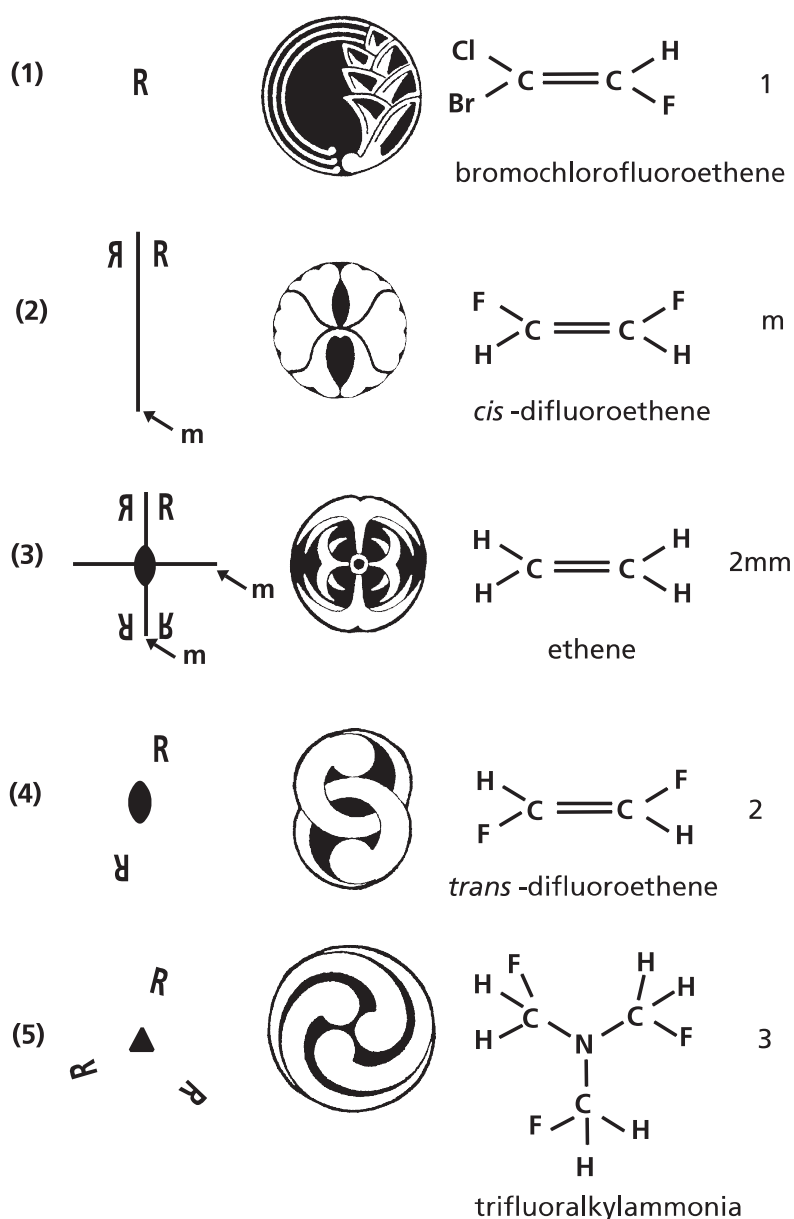 (1) R Cl H
C C 1
Br F
bromochlorofluoroethene
R R
(2) F F
C C m
H H
m
cis -difluoroethene
R R
(3) H H
C C 2mm
m
H H
R R
m
ethene
R
(4) H F
C C 2
F H
R
trans -difluoroethene
R
F H
H H
C C
(5) H F 3
N
R R
C
F H
H
trifluoralkylammonia